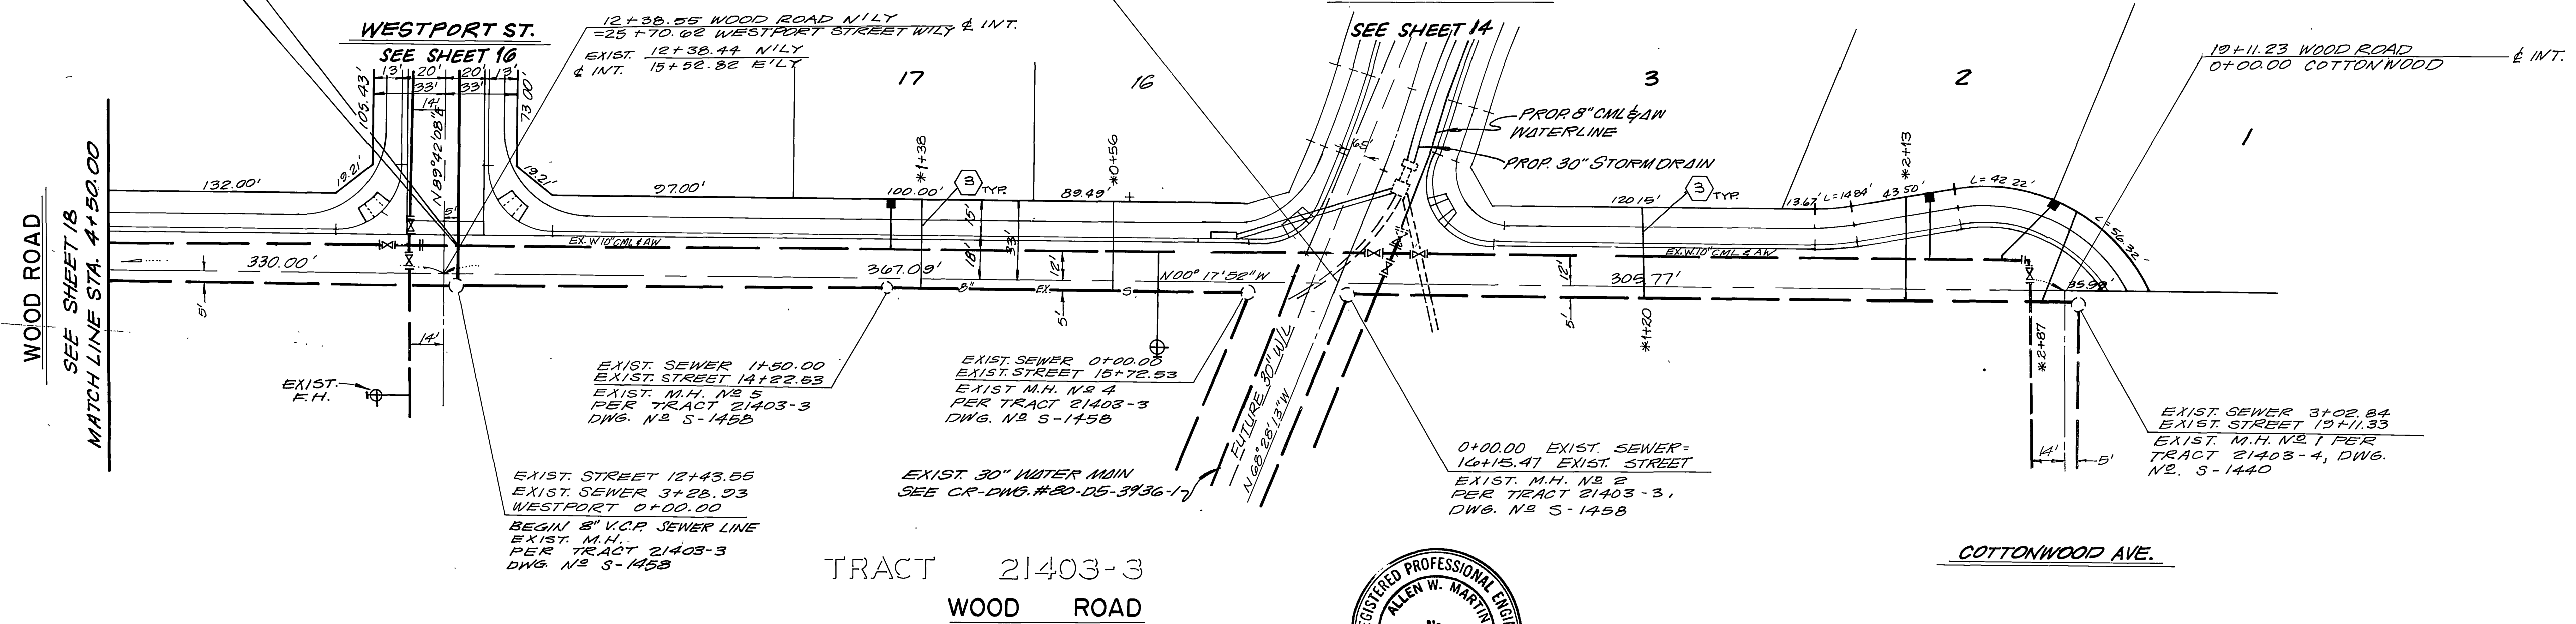 WESTPORT ST.
SEE SHEET 16
13' 20' 20' 13'
33' 33'
14'
105.43'
N89°42'08"E
73.00'
12+38.55 WOOD ROAD N'LY
=25+70.62 WESTPORT STREET W'LY ℄ INT.
EXIST. 12+38.44 N'LY
℄ INT. 15+52.82 E'LY
17
16
SEE SHEET 14
3
2
1
19+11.23 WOOD ROAD
0+00.00 COTTONWOOD
℄ INT.
PROP. 8" CML & AW
WATERLINE
PROP. 30" STORM DRAIN
65'
WOOD ROAD
SEE SHEET 18
MATCH LINE STA. 4+50.00
132.00'
19.21'
19.21'
97.00'
100.00'
*1+38
3 TYP.
89.49'
*0+56
120.15'
3 TYP.
13.67'
L=14.84'
43.50'
*2+13
L=42.22'
L=56.32'
5'
15'
18'
33'
12'
EX. W 10" CML & AW
EX. W 10" CML & AW
330.00'
367.09'
N00°17'52"W
12'
305.77'
35.90'
8" EX. S
5'
5'
5'
*1+20
*2+87
14'
14'
5'
EXIST.
F.H.
EXIST. SEWER 1+50.00
EXIST. STREET 14+22.53
EXIST. M.H. Nº 5
PER TRACT 21403-3
DWG. Nº S-1458
EXIST. SEWER 0+00.00
EXIST. STREET 15+72.53
EXIST M.H. Nº 4
PER TRACT 21403-3
DWG. Nº S-1458
FUTURE 30" W/L
N68°28'13"W
EXIST. STREET 12+43.55
EXIST. SEWER 3+28.93
WESTPORT 0+00.00
BEGIN 8" V.C.P. SEWER LINE
EXIST. M.H.
PER TRACT 21403-3
DWG. Nº S-1458
EXIST. 30" WATER MAIN
SEE CR-DWG.#80-D5-3936-1
0+00.00 EXIST. SEWER=
16+15.47 EXIST. STREET
EXIST. M.H. Nº 2
PER TRACT 21403-3,
DWG. Nº S-1458
EXIST. SEWER 3+02.84
EXIST. STREET 19+11.33
EXIST. M.H. Nº 1 PER
TRACT 21403-4, DWG.
Nº. S-1440
COTTONWOOD AVE.
TRACT 21403-3
WOOD ROAD
REGISTERED PROFESSIONAL ENGI
ALLEN W. MARTIN